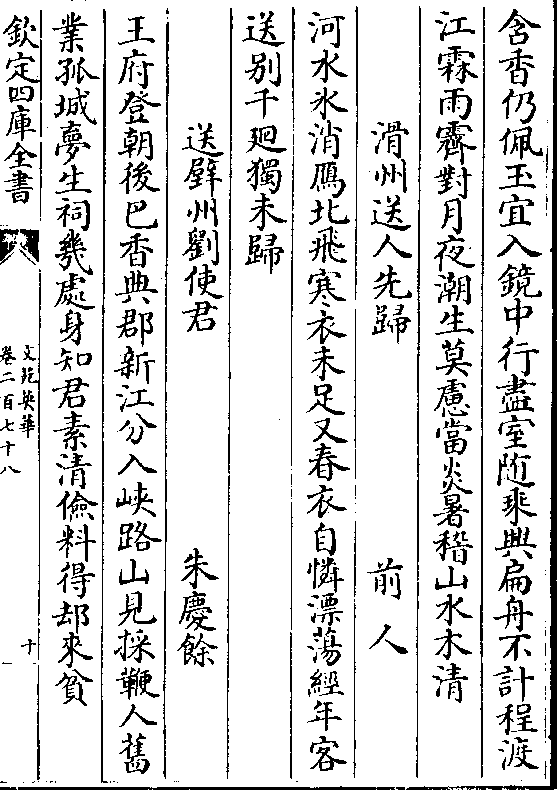 含香仍佩玉宜入鏡中行盡室随乘興扁舟不計程渡
江霖雨霽對月夜潮生莫慮當炎暑稽山水木清
滑州送人先歸 前人
河水氷消鴈北飛寒衣未足又春衣自憐漂蕩經年客
送别千廻獨未歸
送壁州劉使君 朱慶餘
王府登朝後巴香典郡新江分入峽路山見採鞭人舊
業孤城夢生祠幾處身知君素清儉料得却來貧
欽定四庫全書
文苑英華
卷二百七十八
十